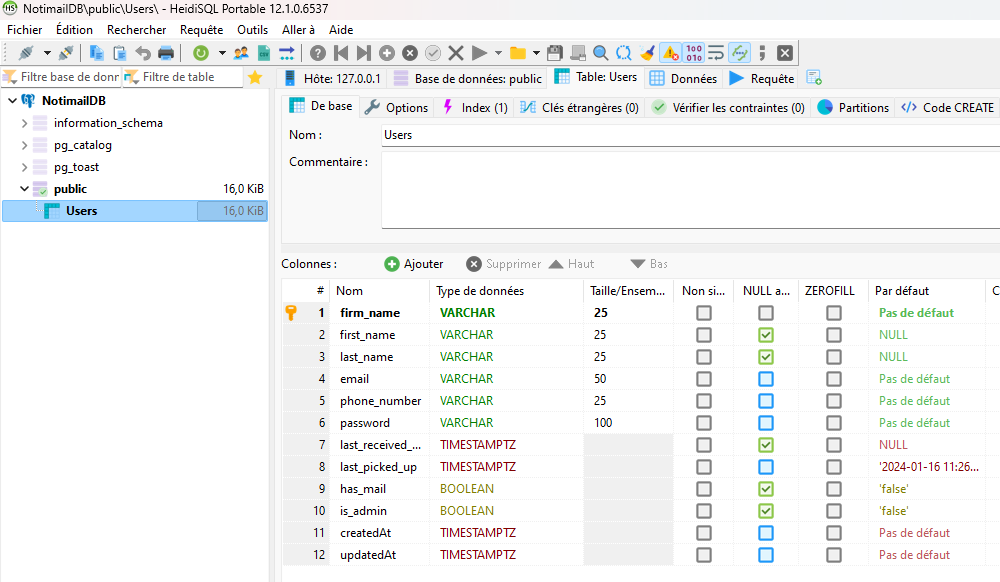 NotimailDB\public\Users\ - HeidiSQL Portable 12.1.0.6537
Fichier Édition Rechercher Requête Outils Aller à Aide
Filtre base de donr Filtre de table
Hôte: 127.0.0.1 Base de données: public Table: Users Données Requête
NotimailDB
information_schema
pg_catalog
pg_toast
public 16,0 KiB
Users 16,0 KiB
De base Options Index (1) Clés étrangères (0) Vérifier les contraintes (0) Partitions Code CREATE
Nom : Users
Commentaire :
Colonnes : Ajouter Supprimer Haut Bas
# Nom Type de données Taille/Ensem... Non si... NULL a... ZEROFILL Par défaut C
1 firm_name VARCHAR 25 Pas de défaut
2 first_name VARCHAR 25 NULL
3 last_name VARCHAR 25 NULL
4 email VARCHAR 50 Pas de défaut
5 phone_number VARCHAR 25 Pas de défaut
6 password VARCHAR 100 Pas de défaut
7 last_received_... TIMESTAMPTZ NULL
8 last_picked_up TIMESTAMPTZ '2024-01-16 11:26...
9 has_mail BOOLEAN 'false'
10 is_admin BOOLEAN 'false'
11 createdAt TIMESTAMPTZ Pas de défaut
12 updatedAt TIMESTAMPTZ Pas de défaut